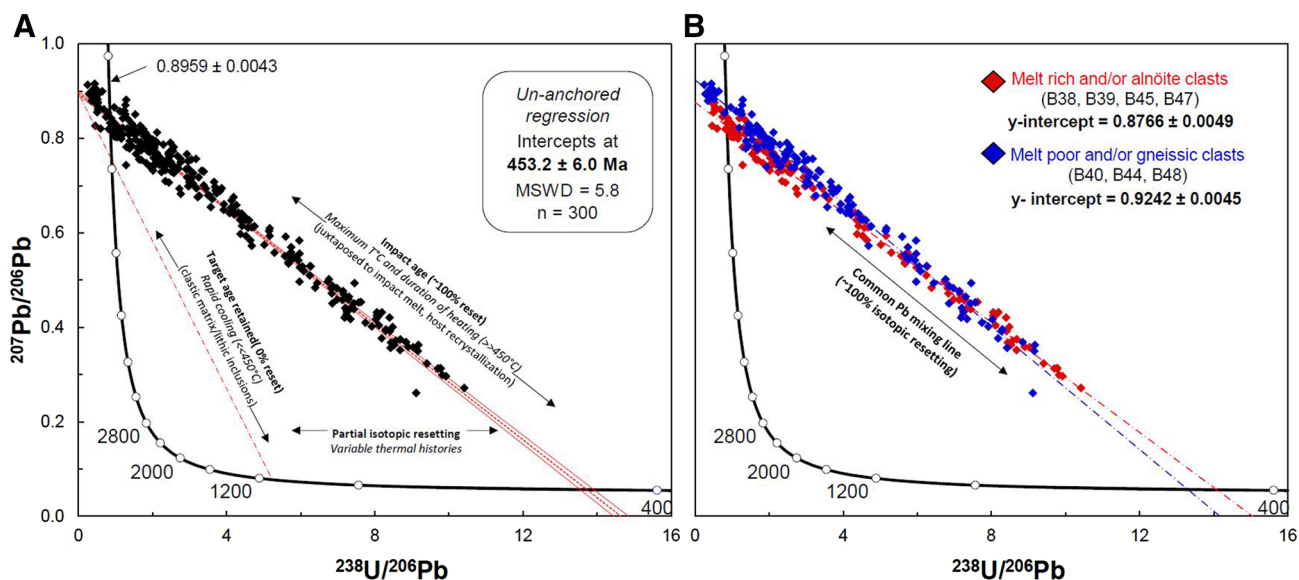 A
1.0
0.8
0.6
0.4
0.2
0.0
²⁰⁷Pb/²⁰⁶Pb
0.8959 ± 0.0043
Un-anchored
regression
Intercepts at
453.2 ± 6.0 Ma
MSWD = 5.8
n = 300
Impact age (~100% reset)
Maximum T°C and duration of heating (>>450°C)
(juxtaposed to impact melt, host recrystallization)
Target age retained( 0% reset)
Rapid cooling (<<450°C)
(clastic matrix/lithic inclusions)
Partial isotopic resetting
Variable thermal histories
2800
2000
1200
400
0
4
8
12
16
²³⁸U/²⁰⁶Pb
B
Melt rich and/or alnöite clasts
(B38, B39, B45, B47)
y-intercept = 0.8766 ± 0.0049
Melt poor and/or gneissic clasts
(B40, B44, B48)
y- intercept = 0.9242 ± 0.0045
Common Pb mixing line
(~100% isotopic resetting)
2800
2000
1200
400
0
4
8
12
16
²³⁸U/²⁰⁶Pb